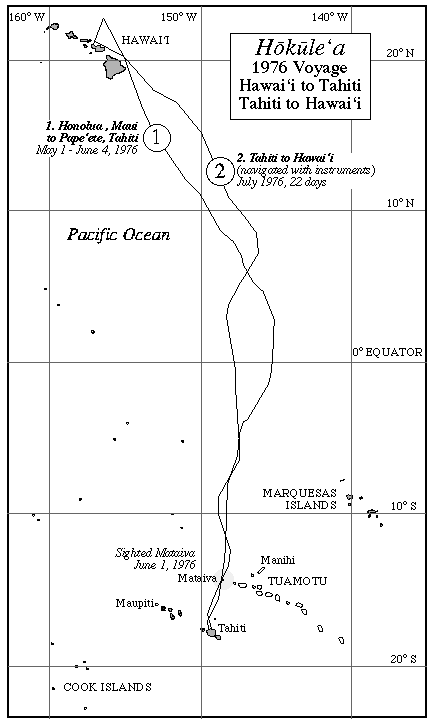 160° W
150° W
140° W
HAWAI‘I
Hōkūle‘a
1976 Voyage
Hawai‘i to Tahiti
Tahiti to Hawai‘i
20° N
1. Honolua , Maui
to Pape‘ete, Tahiti
May 1 - June 4, 1976
1
2
2. Tahiti to Hawai‘i
(navigated with instruments)
July 1976, 22 days
10° N
Pacific Ocean
0° EQUATOR
MARQUESAS
ISLANDS
10° S
Sighted Mataiva
June 1, 1976
Manihi
Mataiva
TUAMOTU
Maupiti
Tahiti
20° S
COOK ISLANDS